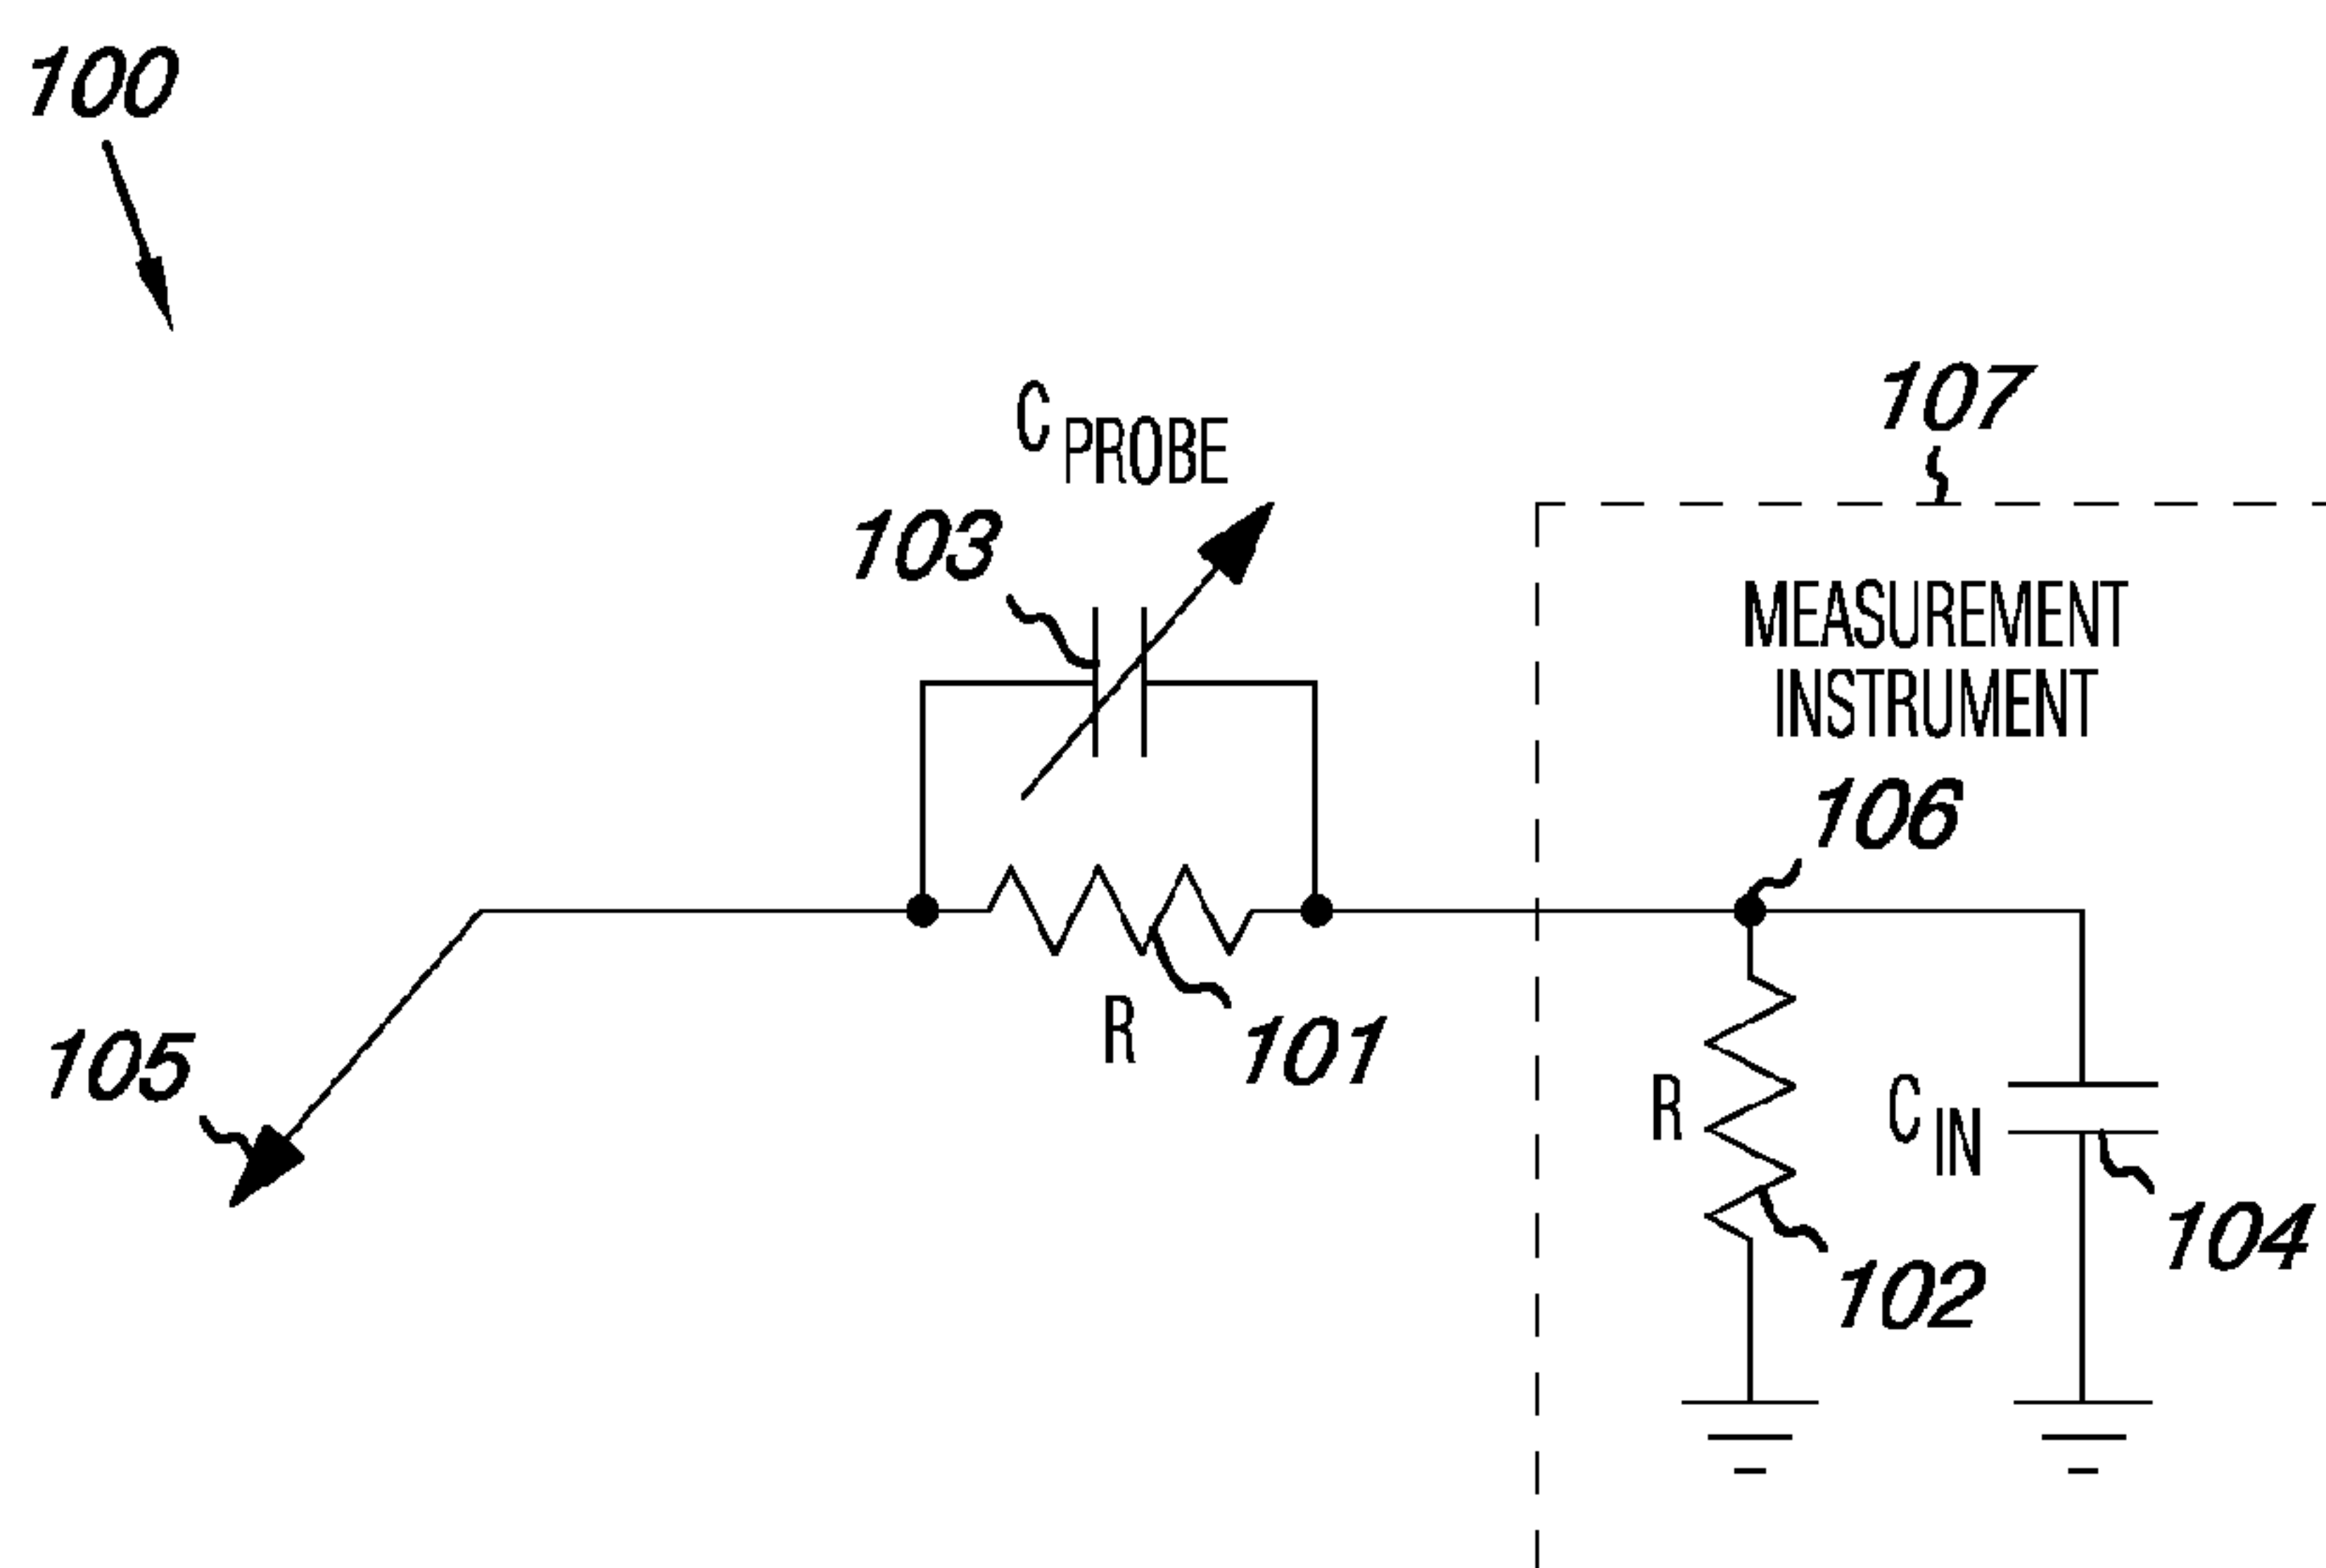 100
107
C PROBE
103
MEASUREMENT
INSTRUMENT
106
105
R
101
R
C IN
102
104